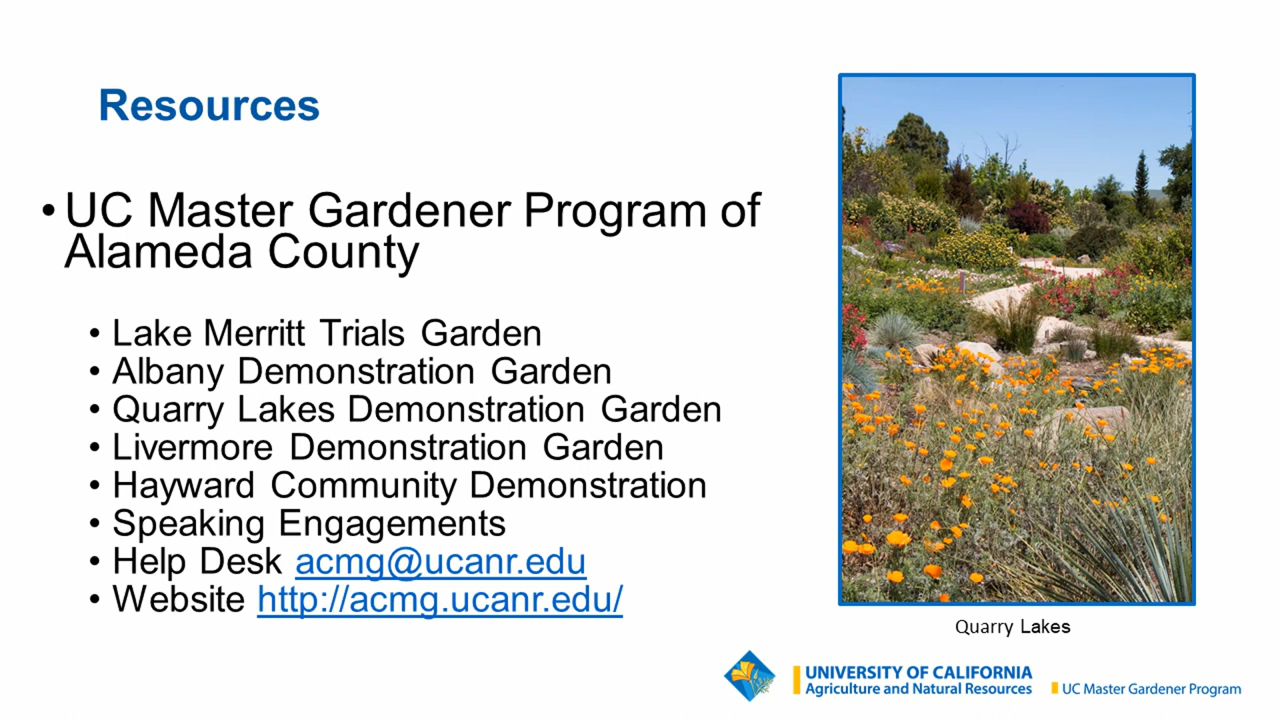 Resources
• UC Master Gardener Program of
Alameda County
• Lake Merritt Trials Garden
• Albany Demonstration Garden
• Quarry Lakes Demonstration Garden
• Livermore Demonstration Garden
• Hayward Community Demonstration
• Speaking Engagements
• Help Desk acmg@ucanr.edu
• Website http://acmg.ucanr.edu/
Quarry Lakes
UNIVERSITY OF CALIFORNIA
Agriculture and Natural Resources
UC Master Gardener Program